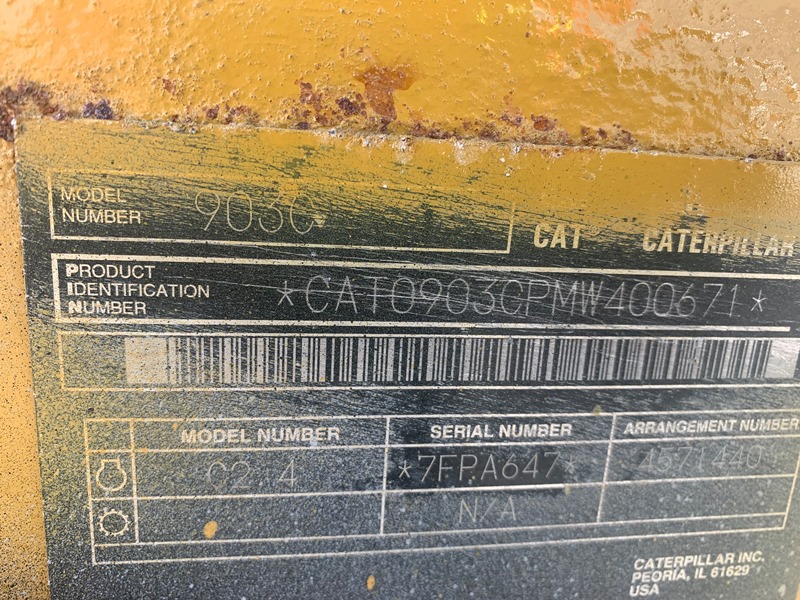 MODEL NUMBER 903C
CAT CATERPILLAR
PRODUCT IDENTIFICATION NUMBER *CAT0903CPMW400671*
MODEL NUMBER SERIAL NUMBER ARRANGEMENT NUMBER
C2.4 *7FPA647* 4571440
N/A
CATERPILLAR INC.
PEORIA, IL 61629
USA